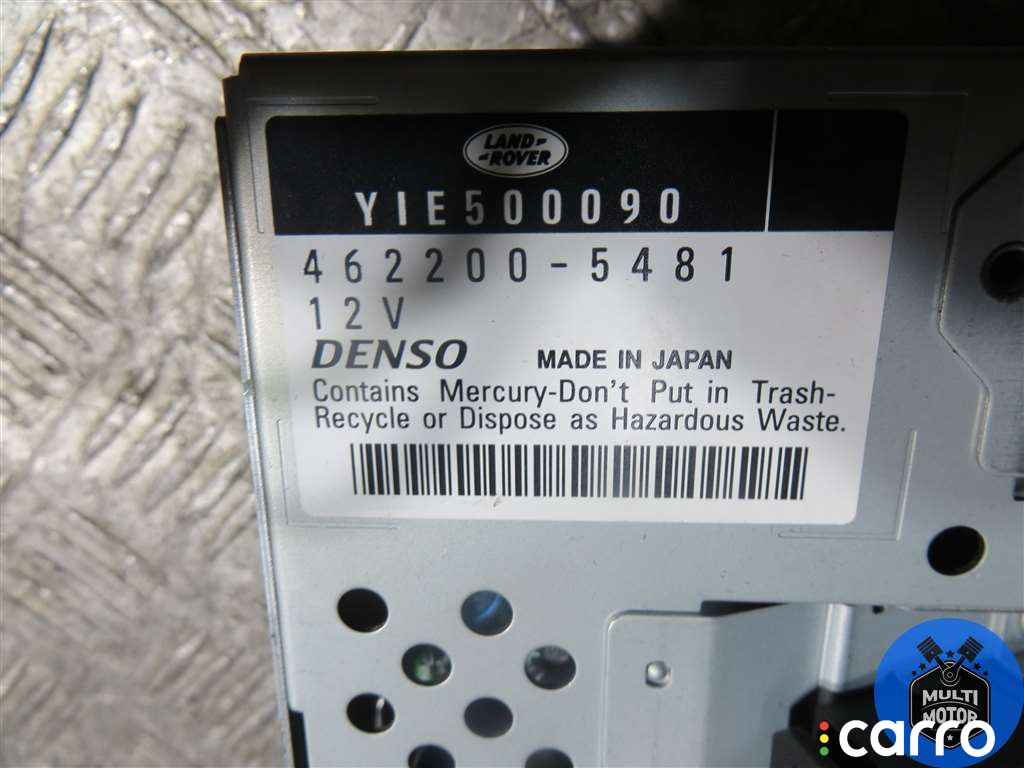 LAND-
-ROVER
YIE500090
462200-5481
12V
DENSO MADE IN JAPAN
Contains Mercury-Don't Put in Trash-
Recycle or Dispose as Hazardous Waste.
MULTI
MOTOR
carro